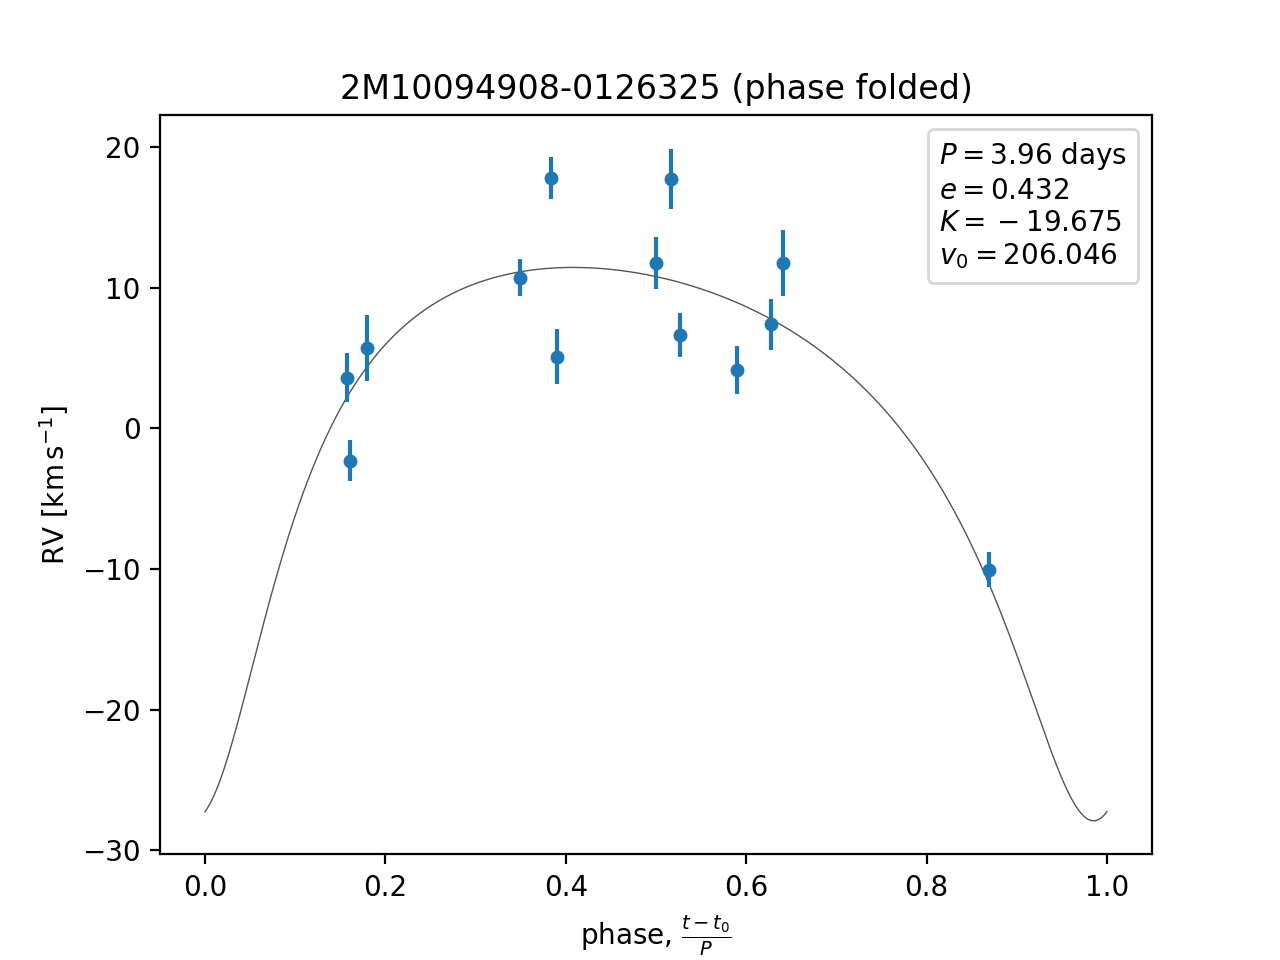 2M10094908-0126325 (phase folded)
P = 3.96 days
e = 0.432
K = −19.675
v₀ = 206.046
20
10
0
−10
−20
−30
RV [km s⁻¹]
0.0 0.2 0.4 0.6 0.8 1.0
phase, (t − t₀)/P